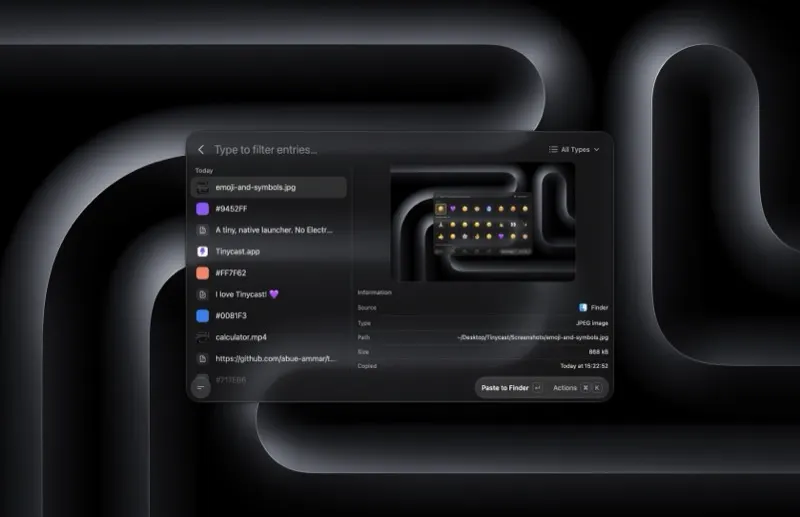 Type to filter entries...
All Types
Today
emoji-and-symbols.jpg
#9452FF
A tiny, native launcher. No Electr...
Tinycast.app
#FF7F62
I love Tinycast! 💜
#0081F3
calculator.mp4
https://github.com/abue-ammar/t...
Information
Source Finder
Type JPEG image
Path ~/Desktop/Tinycast/Screenshots/emoji-and-symbols.jpg
Size 868 kB
Copied Today at 15:22:52
Paste to Finder ↵ Actions ⌘ K